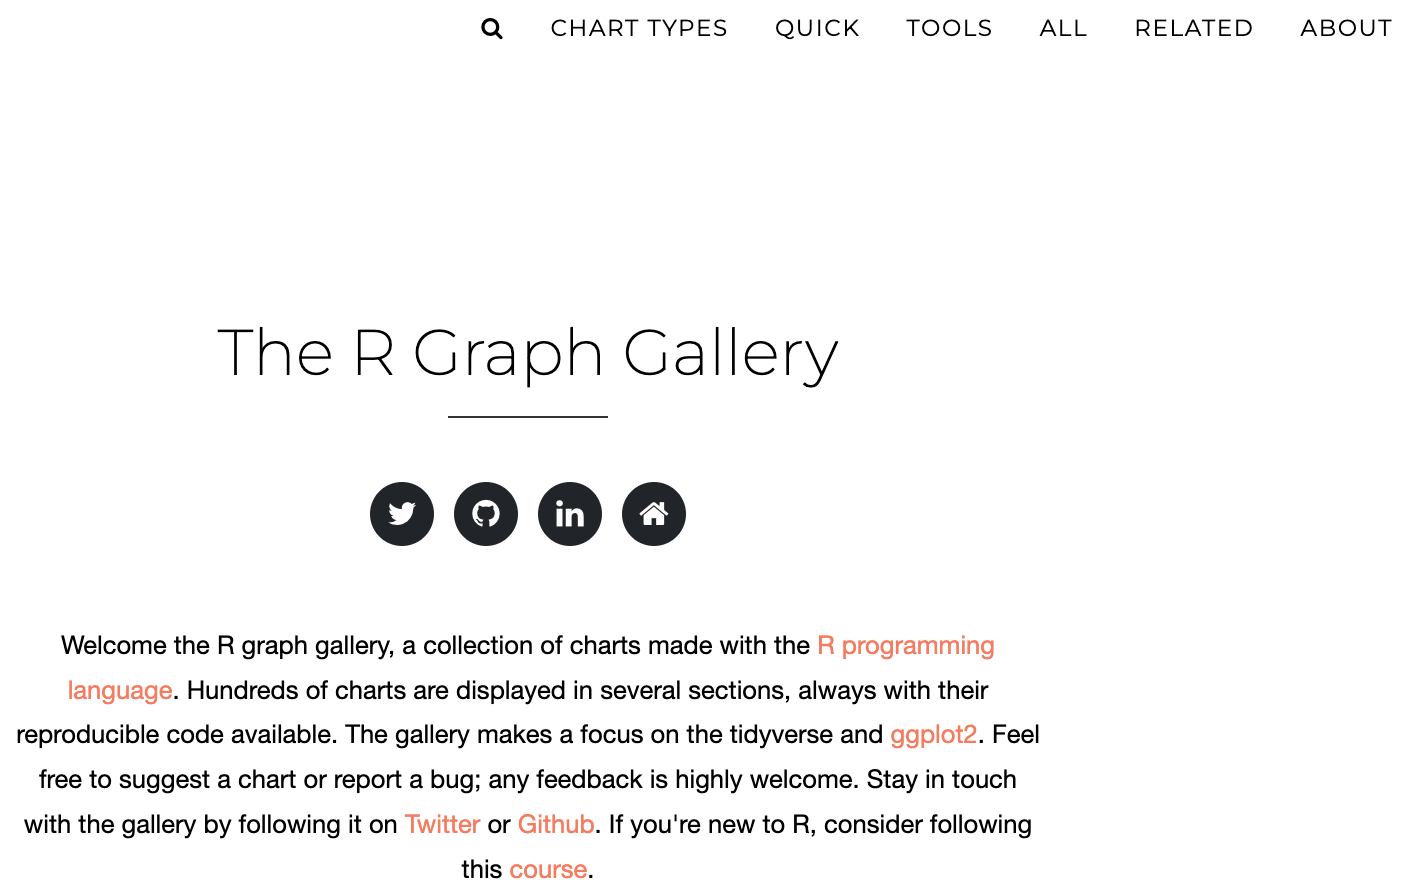 CHART TYPES QUICK TOOLS ALL RELATED ABOUT
The R Graph Gallery
in
Welcome the R graph gallery, a collection of charts made with the R programming
language. Hundreds of charts are displayed in several sections, always with their
reproducible code available. The gallery makes a focus on the tidyverse and ggplot2. Feel
free to suggest a chart or report a bug; any feedback is highly welcome. Stay in touch
with the gallery by following it on Twitter or Github. If you're new to R, consider following
this course.